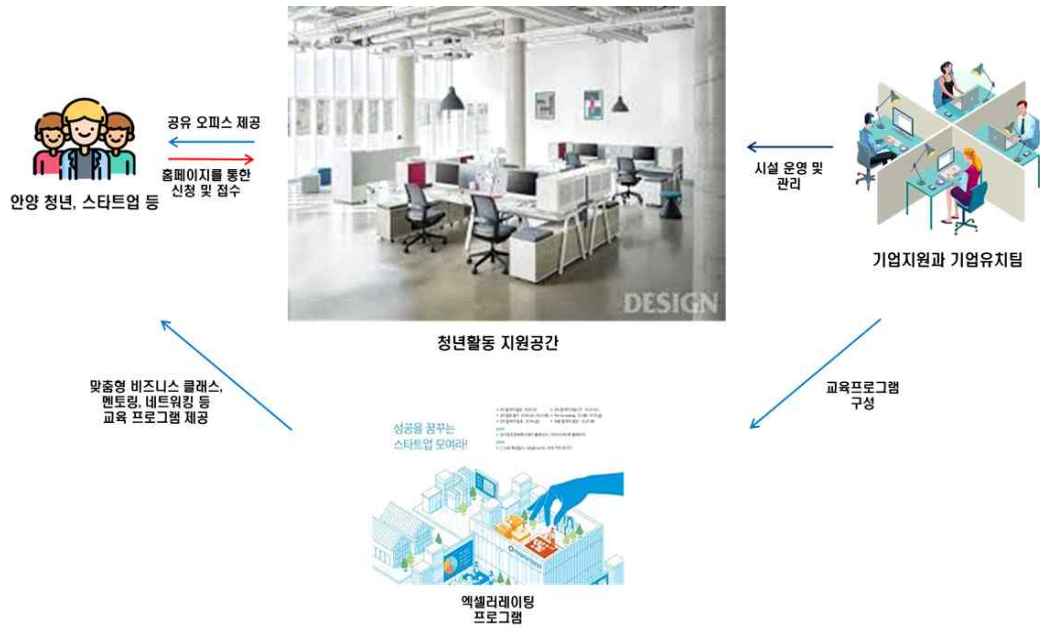 공유 오피스 제공
홈페이지를 통한
신청 및 접수
안양 청년, 스타트업 등
DESIGN
청년활동 지원공간
시설 운영 및
관리
기업지원과 기업유치팀
맞춤형 비즈니스 클래스,
멘토링, 네트워킹 등
교육 프로그램 제공
교육프로그램
구성
성공을 꿈꾸는
스타트업 모여라!
엑셀러레이팅
프로그램